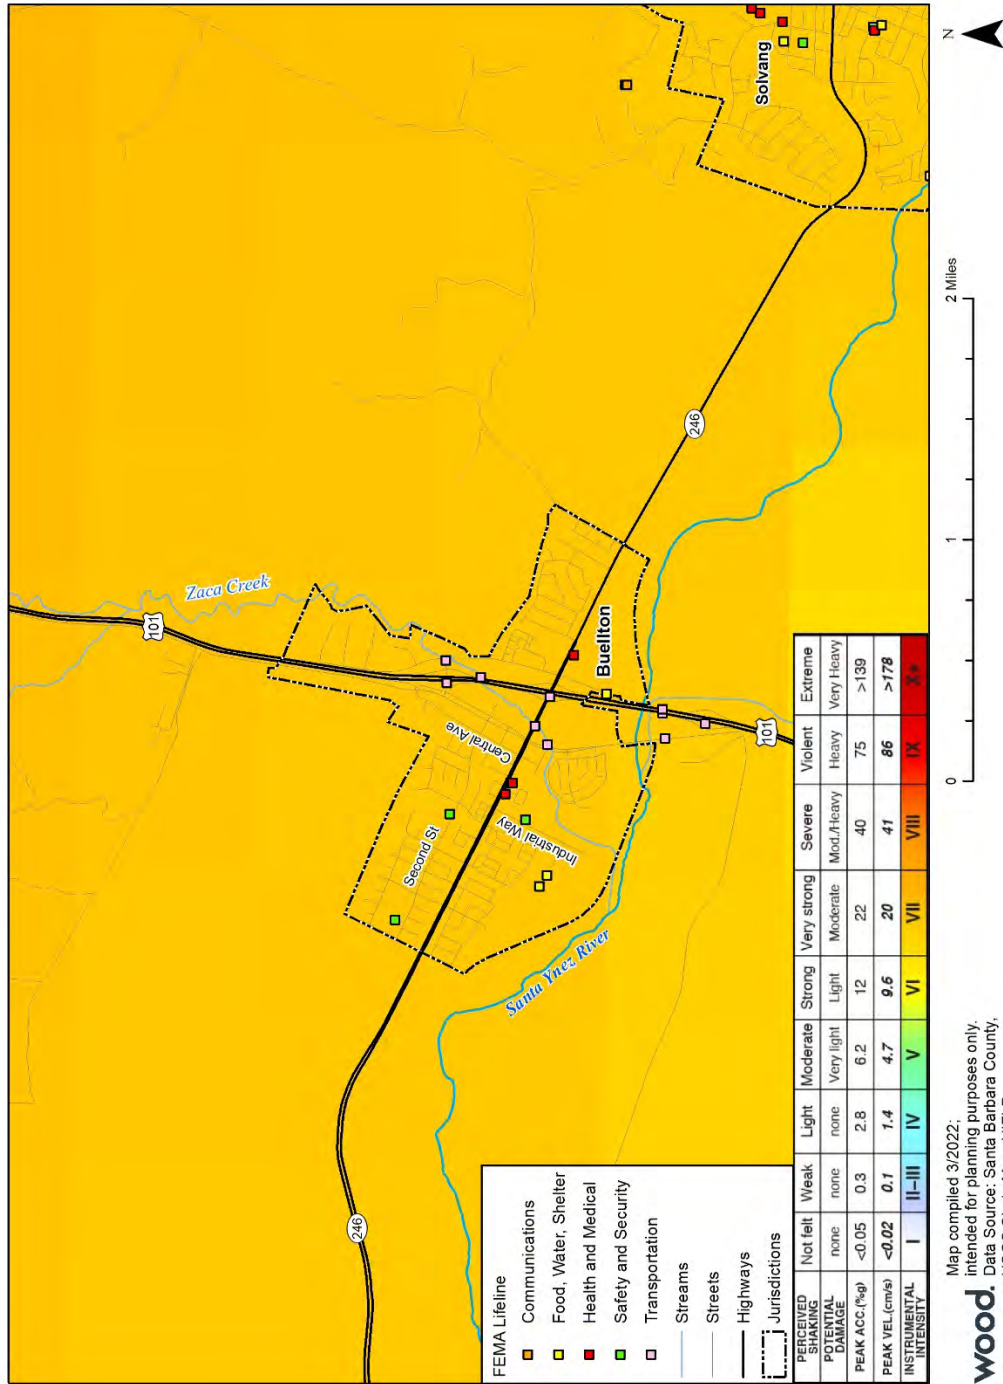 Zaca Creek
101
Solvang
Central Ave
Second St
Buellton
Industrial Way
246
Santa Ynez River
101
246
FEMA Lifeline
Communications
Food, Water, Shelter
Health and Medical
Safety and Security
Transportation
Streams
Streets
Highways
Jurisdictions
PERCEIVED SHAKING Not felt Weak Light Moderate Strong Very strong Severe Violent Extreme
POTENTIAL DAMAGE none none none Very light Light Moderate Mod./Heavy Heavy Very Heavy
PEAK ACC.(%g) <0.05 0.3 2.8 6.2 12 22 40 75 >139
PEAK VEL.(cm/s) <0.02 0.1 1.4 4.7 9.6 20 41 86 >178
INSTRUMENTAL INTENSITY I II–III IV V VI VII VIII IX X+
wood.
Map compiled 3/2022;
intended for planning purposes only.
Data Source: Santa Barbara County,
0 1 2 Miles
N